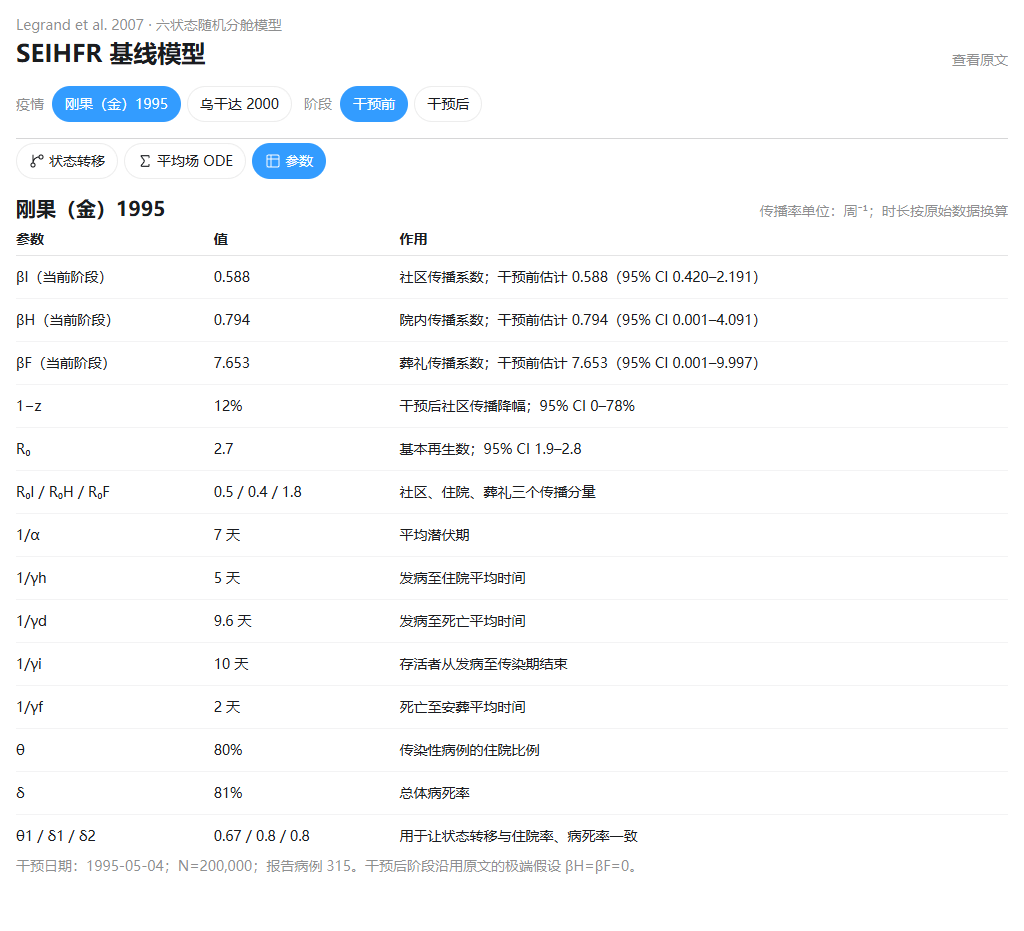 Legrand et al. 2007 · 六状态随机分舱模型
SEIHFR 基线模型
查看原文
疫情 刚果（金）1995 乌干达 2000 阶段 干预前 干预后
状态转移 Σ 平均场 ODE 参数
刚果（金）1995
传播率单位：周⁻¹；时长按原始数据换算
参数 值 作用
βI（当前阶段） 0.588 社区传播系数；干预前估计 0.588（95% CI 0.420–2.191）
βH（当前阶段） 0.794 院内传播系数；干预前估计 0.794（95% CI 0.001–4.091）
βF（当前阶段） 7.653 葬礼传播系数；干预前估计 7.653（95% CI 0.001–9.997）
1−z 12% 干预后社区传播降幅；95% CI 0–78%
R₀ 2.7 基本再生数；95% CI 1.9–2.8
R₀I / R₀H / R₀F 0.5 / 0.4 / 1.8 社区、住院、葬礼三个传播分量
1/α 7 天 平均潜伏期
1/γh 5 天 发病至住院平均时间
1/γd 9.6 天 发病至死亡平均时间
1/γi 10 天 存活者从发病至传染期结束
1/γf 2 天 死亡至安葬平均时间
θ 80% 传染性病例的住院比例
δ 81% 总体病死率
θ1 / δ1 / δ2 0.67 / 0.8 / 0.8 用于让状态转移与住院率、病死率一致
干预日期：1995-05-04；N=200,000；报告病例 315。干预后阶段沿用原文的极端假设 βH=βF=0。